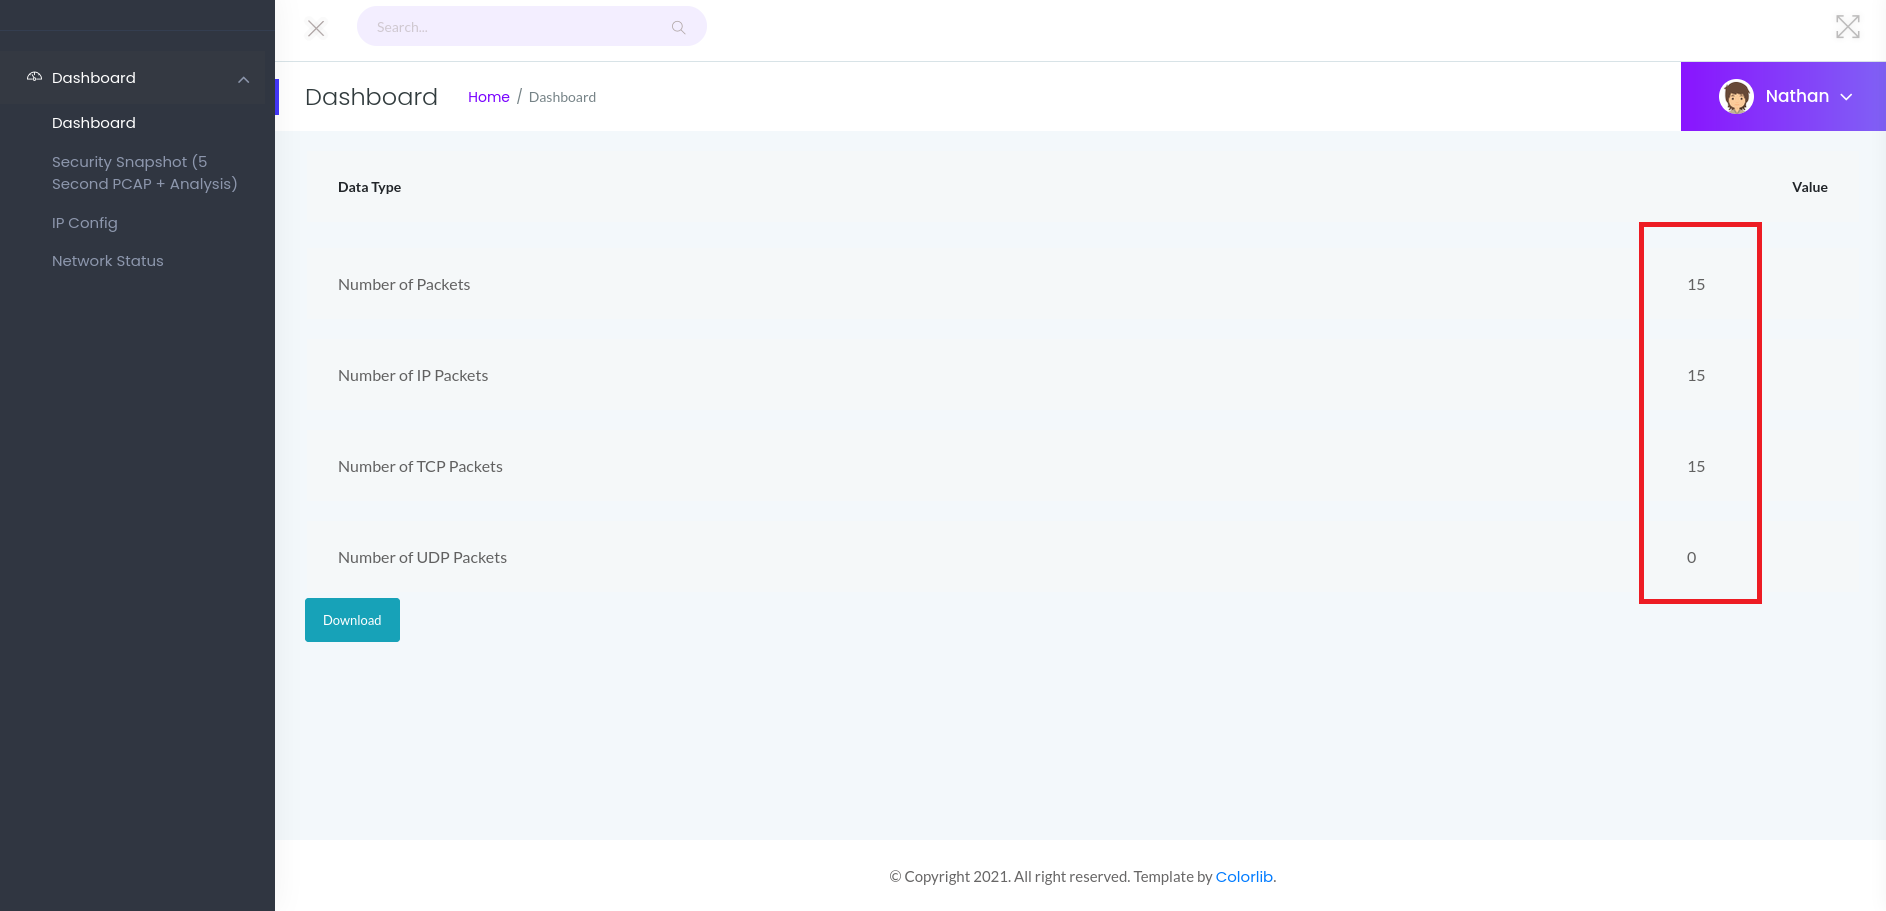 Search...
Dashboard
Dashboard
Security Snapshot (5
Second PCAP + Analysis)
IP Config
Network Status
Dashboard
Home / Dashboard
Nathan
Data Type Value
Number of Packets 15
Number of IP Packets 15
Number of TCP Packets 15
Number of UDP Packets 0
Download
© Copyright 2021. All right reserved. Template by Colorlib.